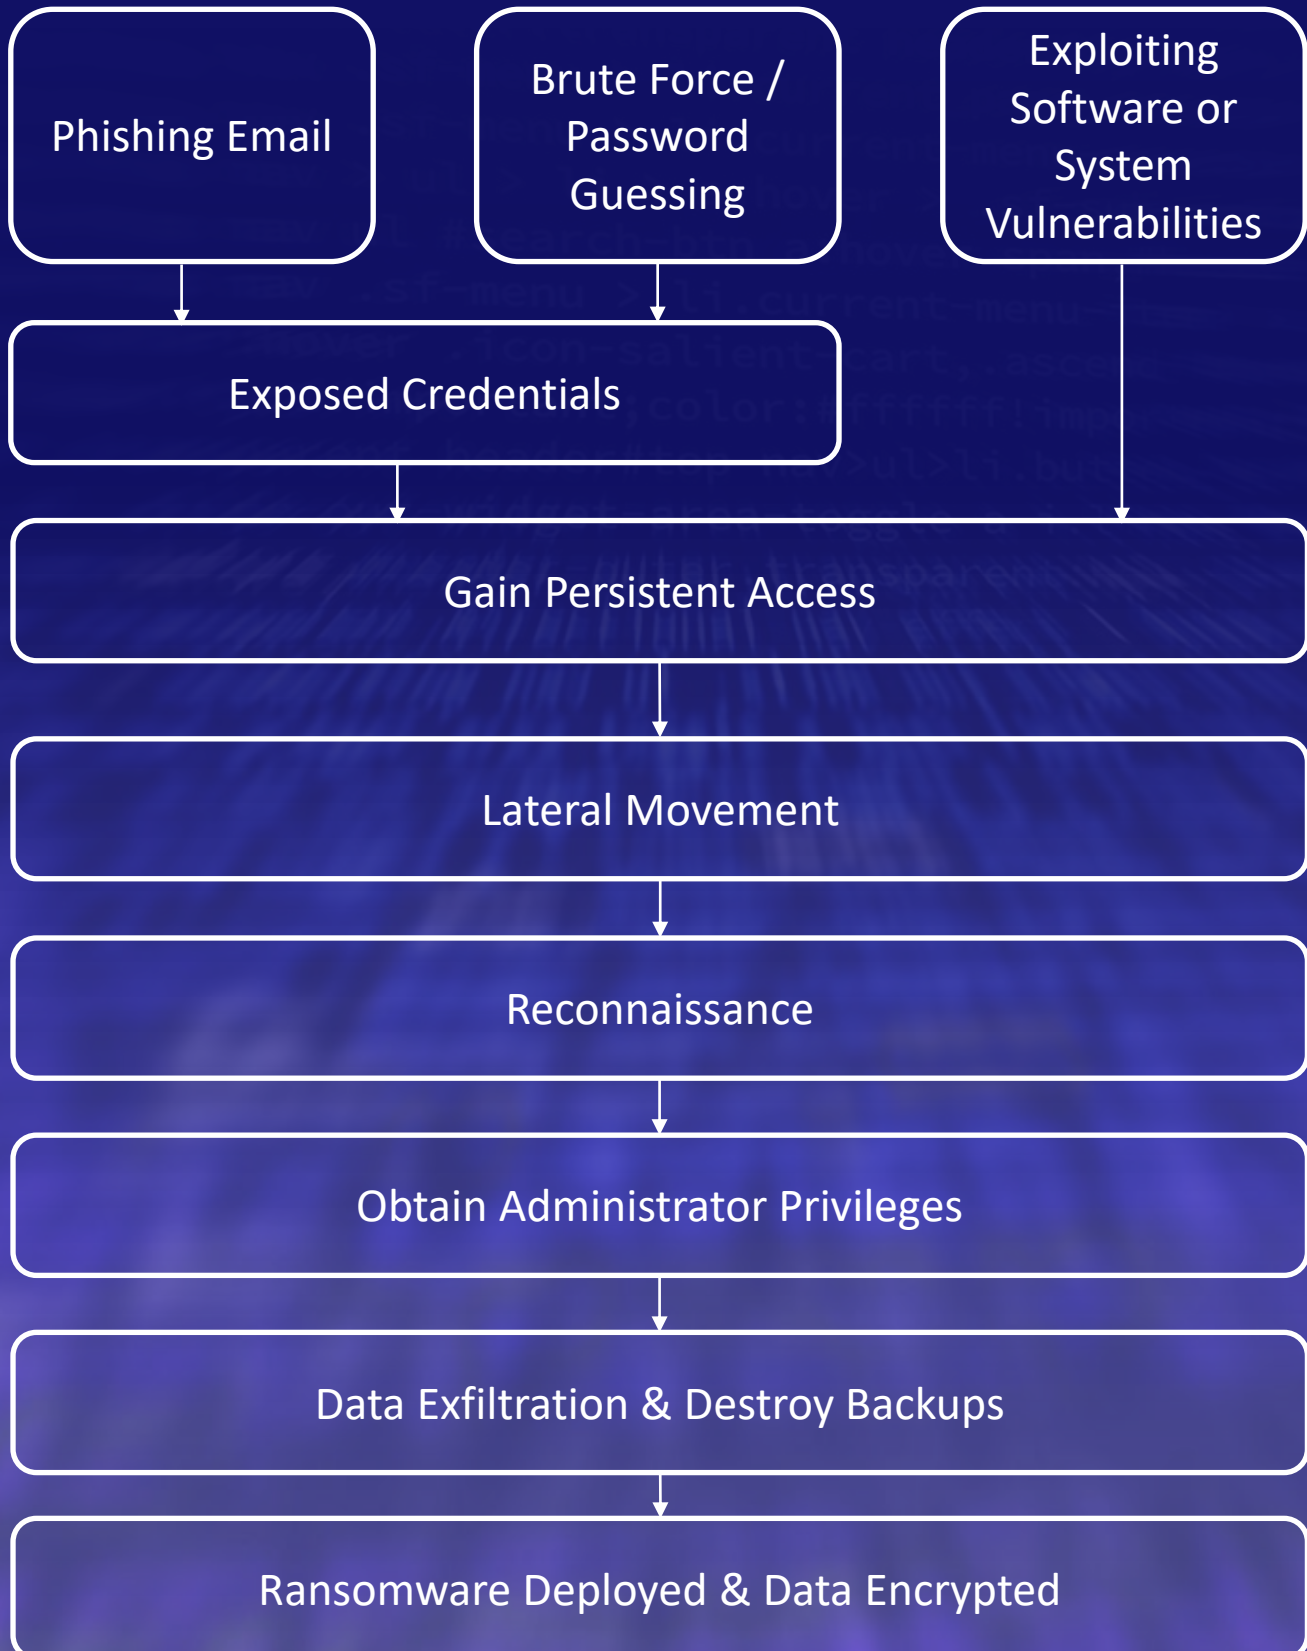 Phishing Email
Brute Force /
Password
Guessing
Exploiting
Software or
System
Vulnerabilities
Exposed Credentials
Gain Persistent Access
Lateral Movement
Reconnaissance
Obtain Administrator Privileges
Data Exfiltration & Destroy Backups
Ransomware Deployed & Data Encrypted